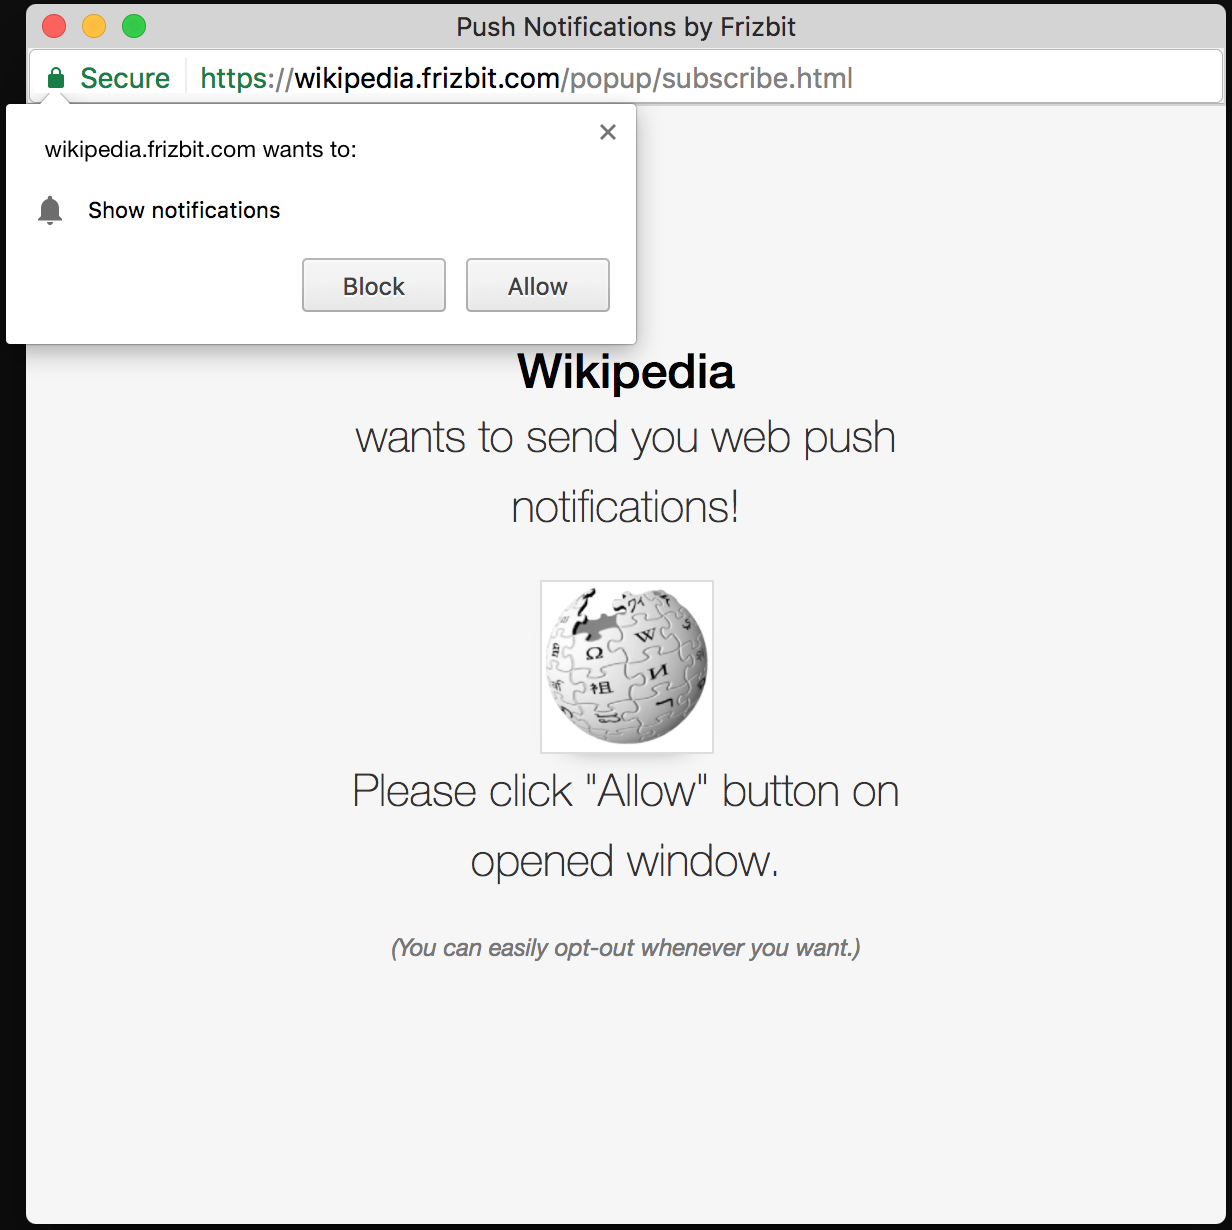 Push Notifications by Frizbit
Secure https://wikipedia.frizbit.com/popup/subscribe.html
wikipedia.frizbit.com wants to:
Show notifications
Block Allow
Wikipedia
wants to send you web push
notifications!
Ω W И
祖
Please click "Allow" button on
opened window.
(You can easily opt-out whenever you want.)